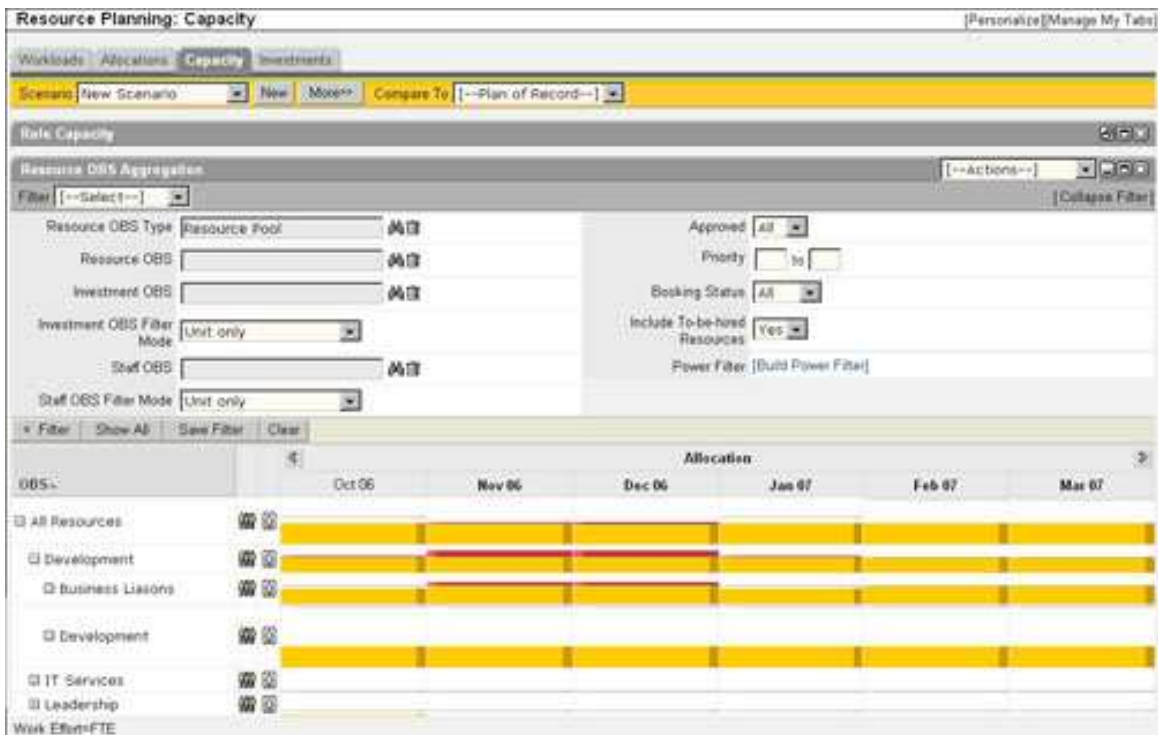 Resource Planning: Capacity [Personalize][Manage My Tabs]
Workloads Allocations Capacity Investments
Scenario New Scenario New More>> Compare To [--Plan of Record--]
Role Capacity
Resource OBS Aggregation [--Actions--]
Filter [--Select--] [Collapse Filter]
Resource OBS Type Resource Pool Approved All
Resource OBS Priority to
Investment OBS Booking Status All
Investment OBS Filter Mode Unit only Include To-be-hired Resources Yes
Staff OBS Power Filter [Build Power Filter]
Staff OBS Filter Mode Unit only
Filter Show All Save Filter Clear
Allocation
OBS Oct 06 Nov 06 Dec 06 Jan 07 Feb 07 Mar 07
All Resources
Development
Business Liasons
Development
IT Services
Leadership
Work Effort=FTE